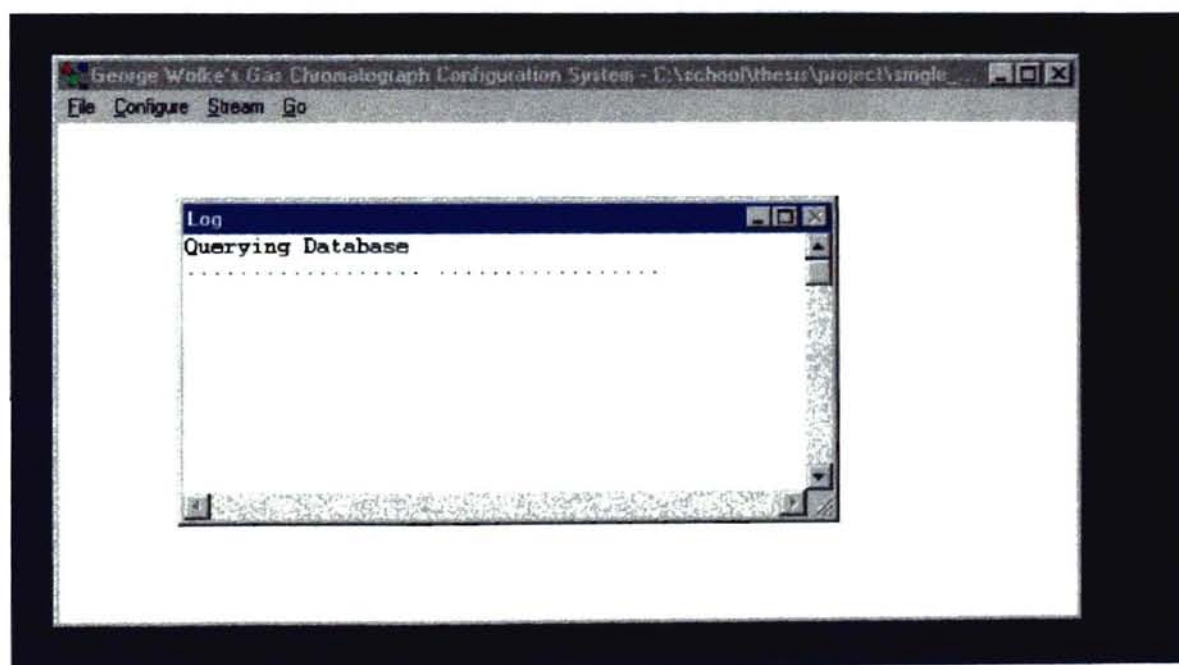 George Wolke's Gas Chromatograph Configuration System - C:\school\thesis\project\single_
File Configure Stream Go
Log
Querying Database
.................. .................